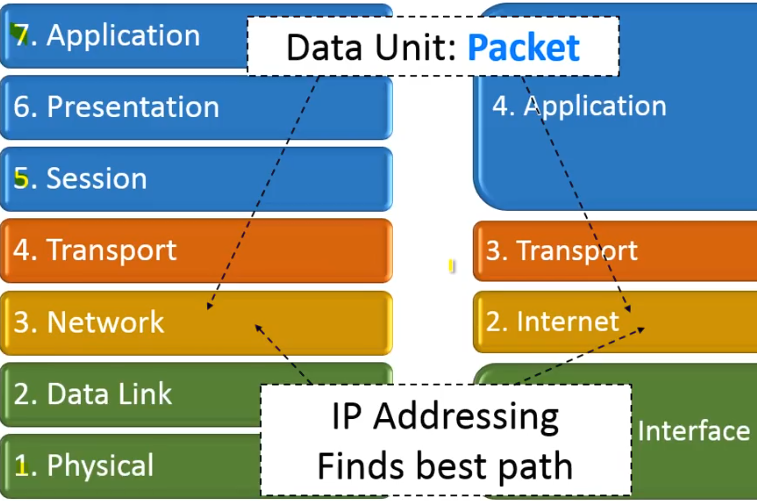 7. Application
Data Unit: Packet
6. Presentation
4. Application
5. Session
4. Transport
3. Transport
3. Network
2. Internet
2. Data Link
IP Addressing
Finds best path
Interface
1. Physical